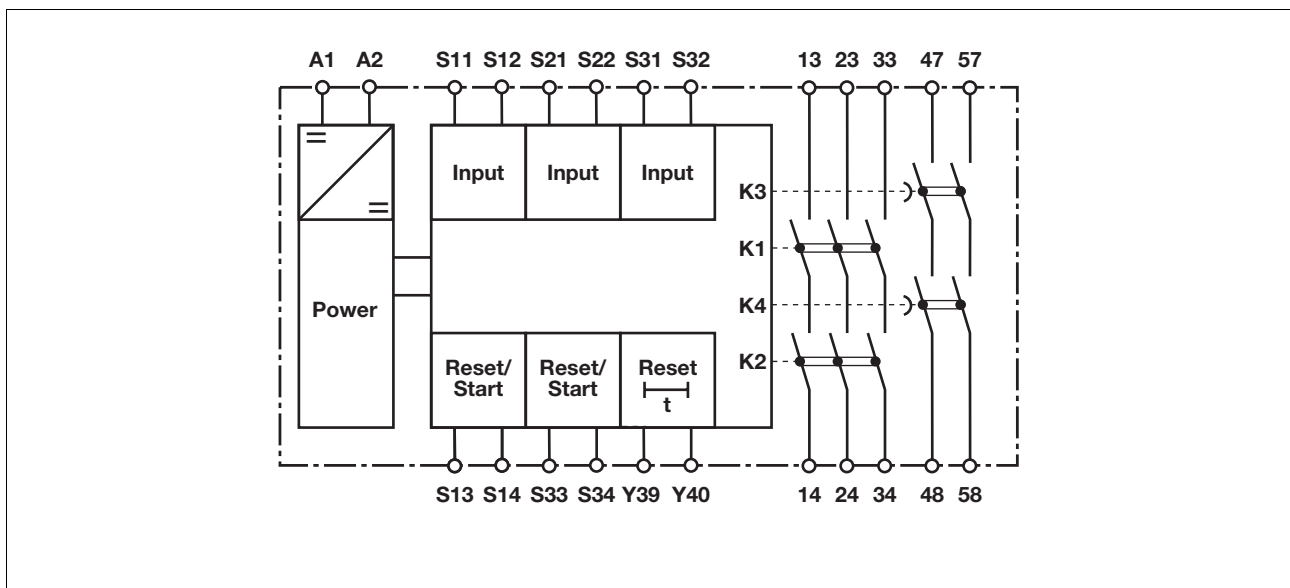 A1 A2 S11 S12 S21 S22 S31 S32 13 23 33 47 57
Input Input Input
K3
K1
K4
Power
K2
Reset/
Start
Reset/
Start
Reset
t
S13 S14 S33 S34 Y39 Y40 14 24 34 48 58